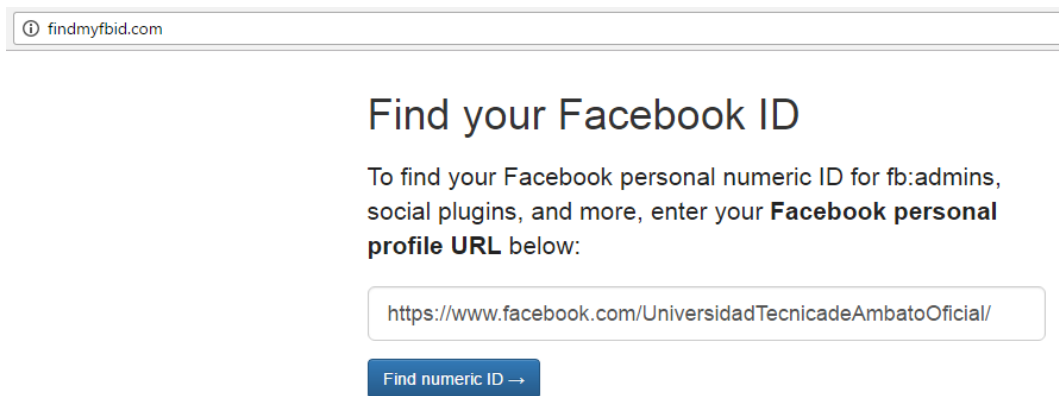 findmyfbid.com
Find your Facebook ID
To find your Facebook personal numeric ID for fb:admins,
social plugins, and more, enter your Facebook personal
profile URL below:
https://www.facebook.com/UniversidadTecnicadeAmbatoOficial/
Find numeric ID →